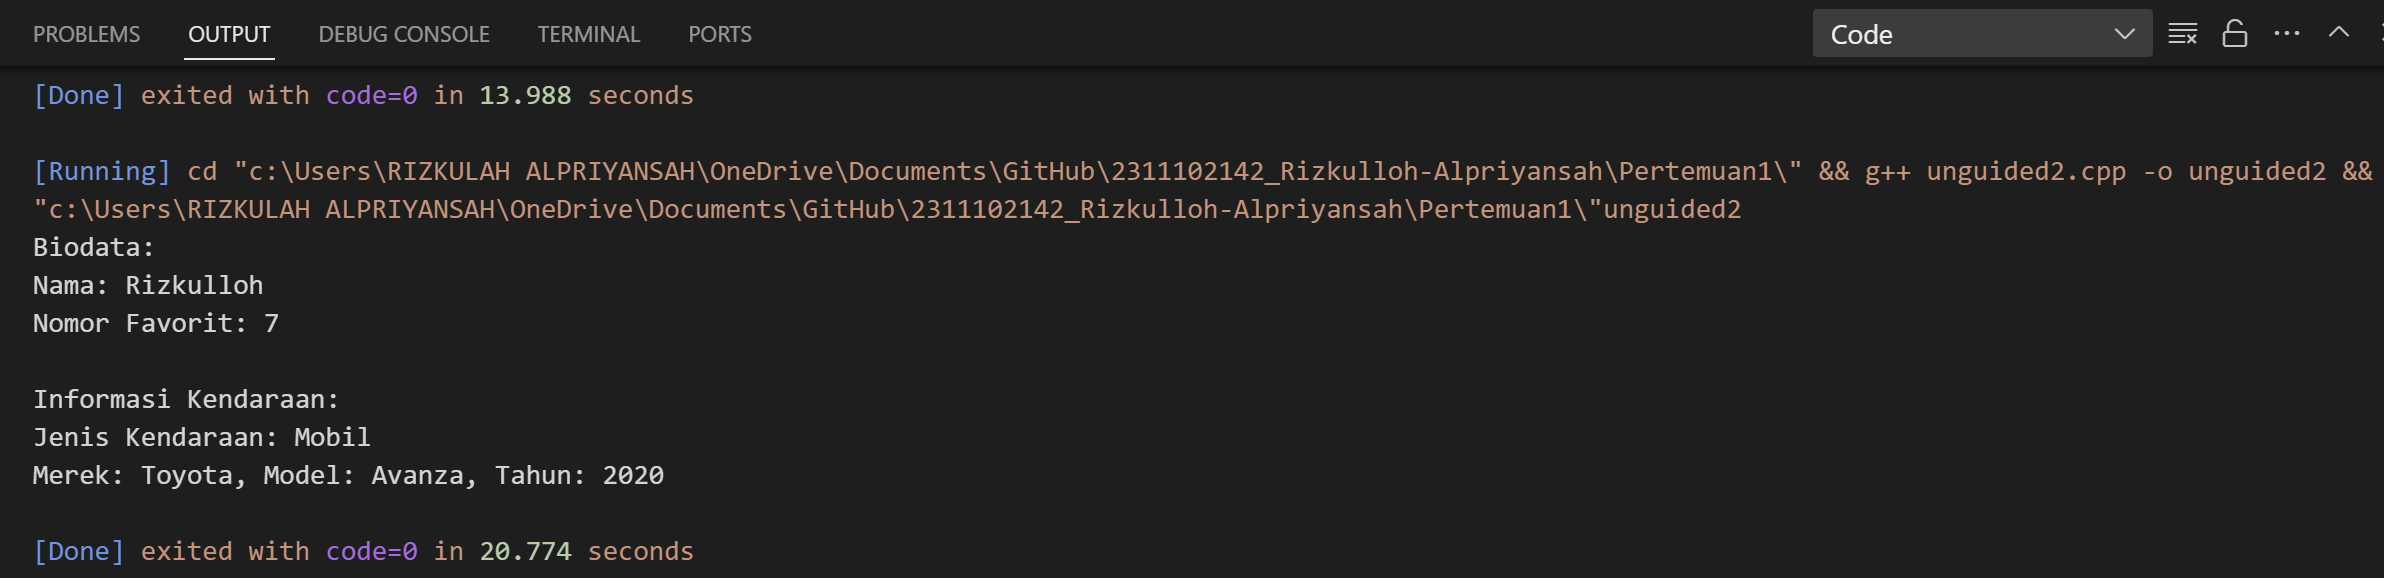 PROBLEMS OUTPUT DEBUG CONSOLE TERMINAL PORTS Code
[Done] exited with code=0 in 13.988 seconds
[Running] cd "c:\Users\RIZKULAH ALPRIYANSAH\OneDrive\Documents\GitHub\2311102142_Rizkulloh-Alpriyansah\Pertemuan1\" && g++ unguided2.cpp -o unguided2 &&
"c:\Users\RIZKULAH ALPRIYANSAH\OneDrive\Documents\GitHub\2311102142_Rizkulloh-Alpriyansah\Pertemuan1\"unguided2
Biodata:
Nama: Rizkulloh
Nomor Favorit: 7
Informasi Kendaraan:
Jenis Kendaraan: Mobil
Merek: Toyota, Model: Avanza, Tahun: 2020
[Done] exited with code=0 in 20.774 seconds